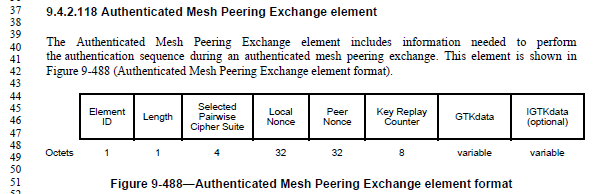 37 9.4.2.118 Authenticated Mesh Peering Exchange element
38
39
40 The Authenticated Mesh Peering Exchange element includes information needed to perform
41 the authentication sequence during an authenticated mesh peering exchange. This element is shown in
42 Figure 9-488 (Authenticated Mesh Peering Exchange element format).
43
44
45
46
47
48
49
50
51
Element ID
Length
Selected Pairwise Cipher Suite
Local Nonce
Peer Nonce
Key Replay Counter
GTKdata
IGTKdata (optional)
Octets 1 1 4 32 32 8 variable variable
Figure 9-488—Authenticated Mesh Peering Exchange element format